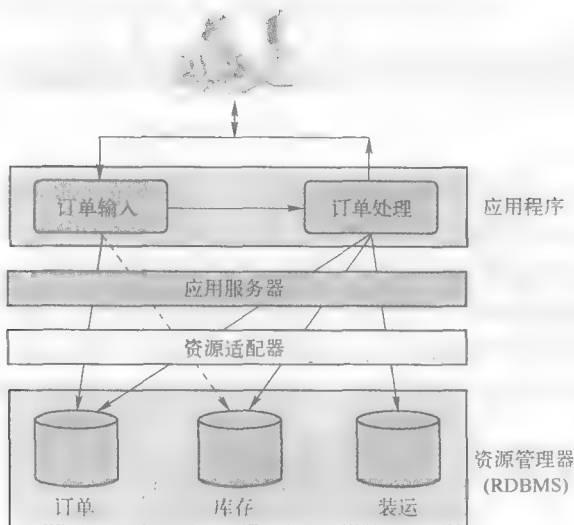 订单输入
订单处理
应用程序
应用服务器
资源适配器
订单
库存
装运
资源管理器
(RDBMS)